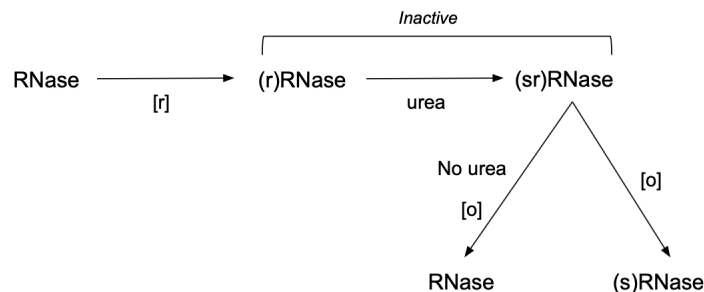 Inactive
RNase
[r]
(r)RNase
urea
(sr)RNase
No urea
[o]
[o]
RNase
(s)RNase